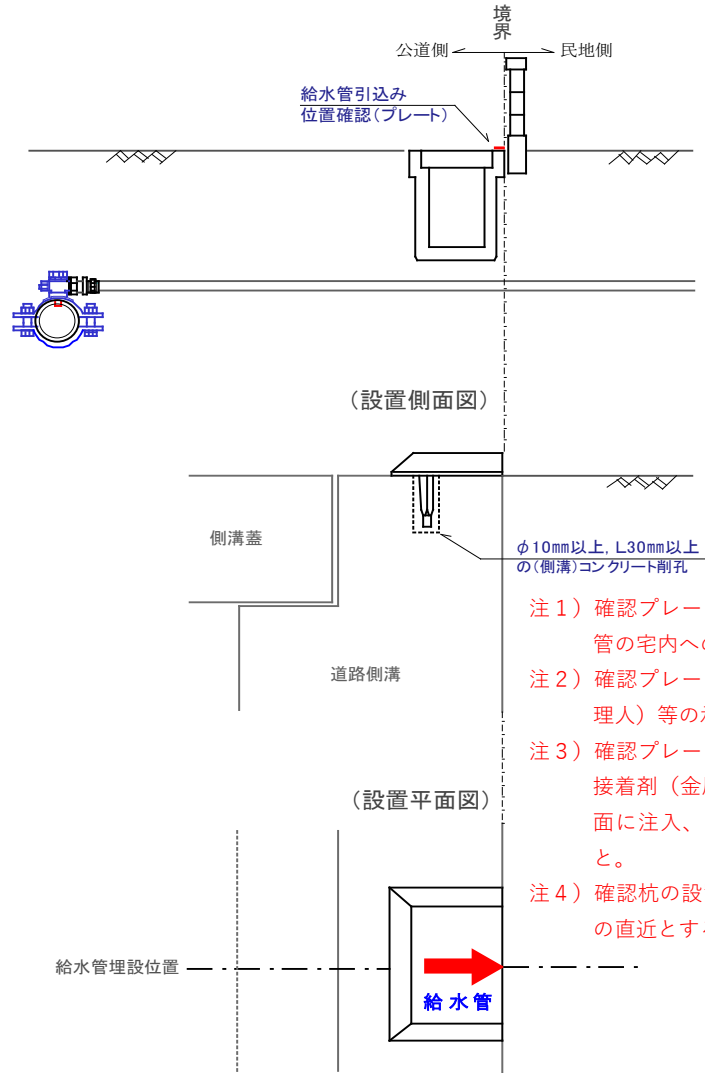 境界
公道側
民地側
給水管引込み
位置確認(プレート)
(設置側面図)
側溝蓋
φ10mm以上, L30mm以上
の(側溝)コンクリート削孔
道路側溝
注1）確認プレー
管の宅内への
注2）確認プレー
理人）等の
注3）確認プレー
接着剤（金
面に注入、
と。
注4）確認杭の設
の直近とす
(設置平面図)
給水管埋設位置
給水管